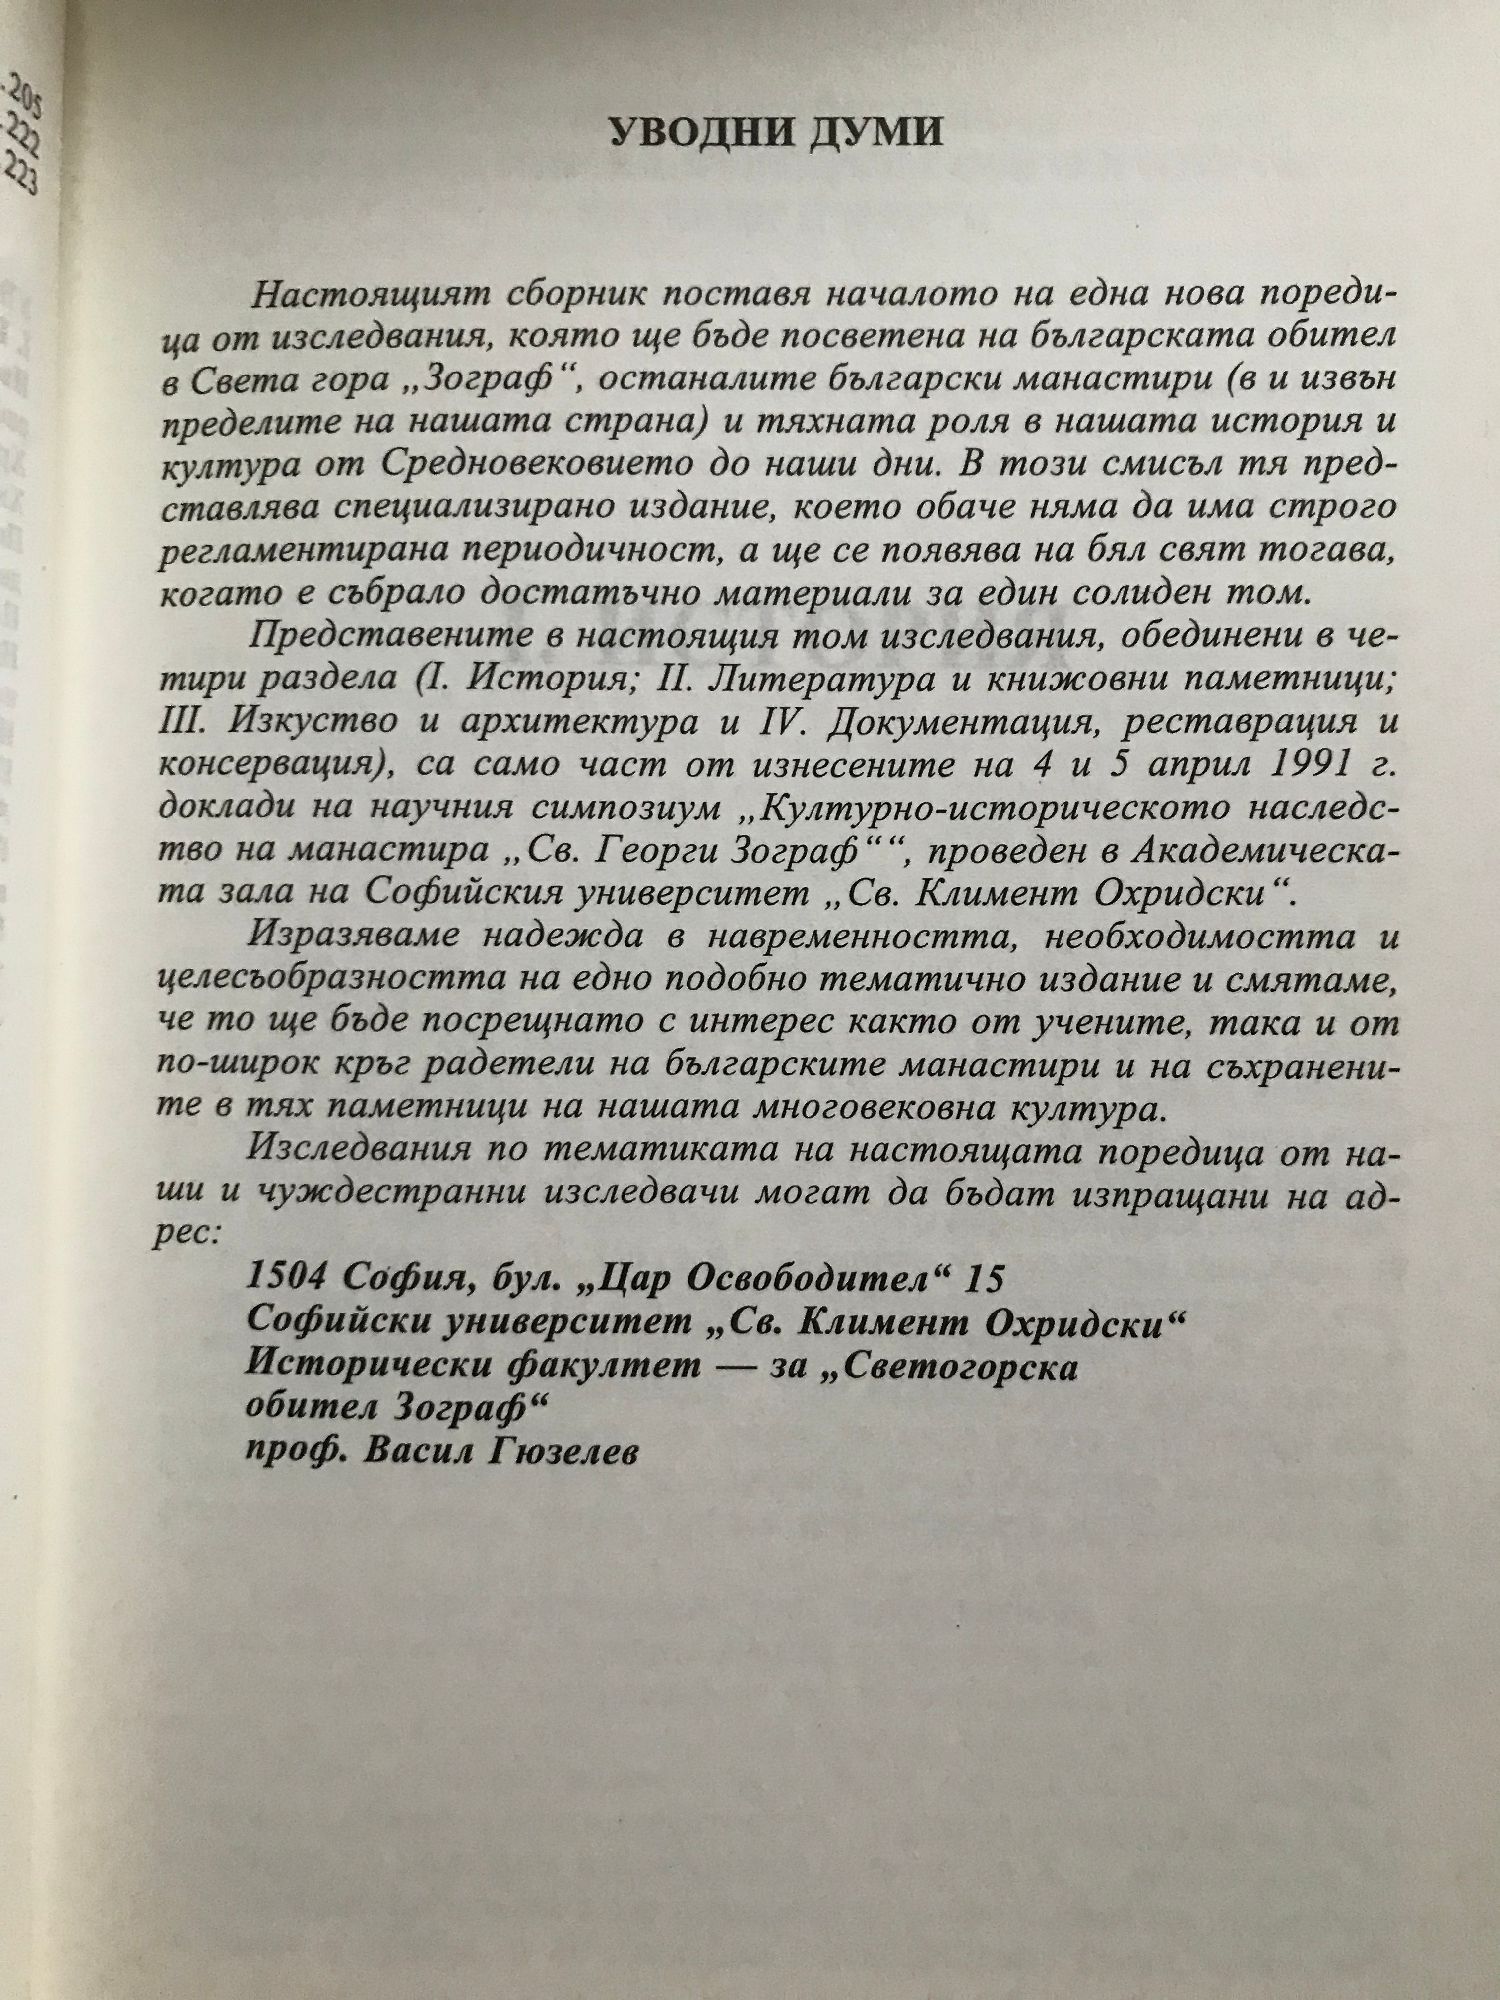 205
222
223
УВОДНИ ДУМИ
Настоящият сборник поставя началото на една нова пореди-
ца от изследвания, която ще бъде посветена на българската обител
в Света гора „Зограф“, останалите български манастири (в и извън
пределите на нашата страна) и тяхната роля в нашата история и
култура от Средновековието до наши дни. В този смисъл тя пред-
ставлява специализирано издание, което обаче няма да има строго
регламентирана периодичност, а ще се появява на бял свят тогава,
когато е събрало достатъчно материали за един солиден том.
Представените в настоящия том изследвания, обединени в че-
тири раздела (I. История; II. Литература и книжовни паметници;
III. Изкуство и архитектура и IV. Документация, реставрация и
консервация), са само част от изнесените на 4 и 5 април 1991 г.
доклади на научния симпозиум „Културно-историческото наследс-
тво на манастира „Св. Георги Зограф““, проведен в Академическа-
та зала на Софийския университет „Св. Климент Охридски“.
Изразяваме надежда в навременността, необходимостта и
целесъобразността на едно подобно тематично издание и смятаме,
че то ще бъде посрещнато с интерес както от учените, така и от
по-широк кръг радетели на българските манастири и на съхранени-
те в тях паметници на нашата многовековна култура.
Изследвания по тематиката на настоящата поредица от на-
ши и чуждестранни изследвачи могат да бъдат изпращани на ад-
рес:
1504 София, бул. „Цар Освободител“ 15
Софийски университет „Св. Климент Охридски“
Исторически факултет — за „Светогорска
обител Зограф“
проф. Васил Гюзелев